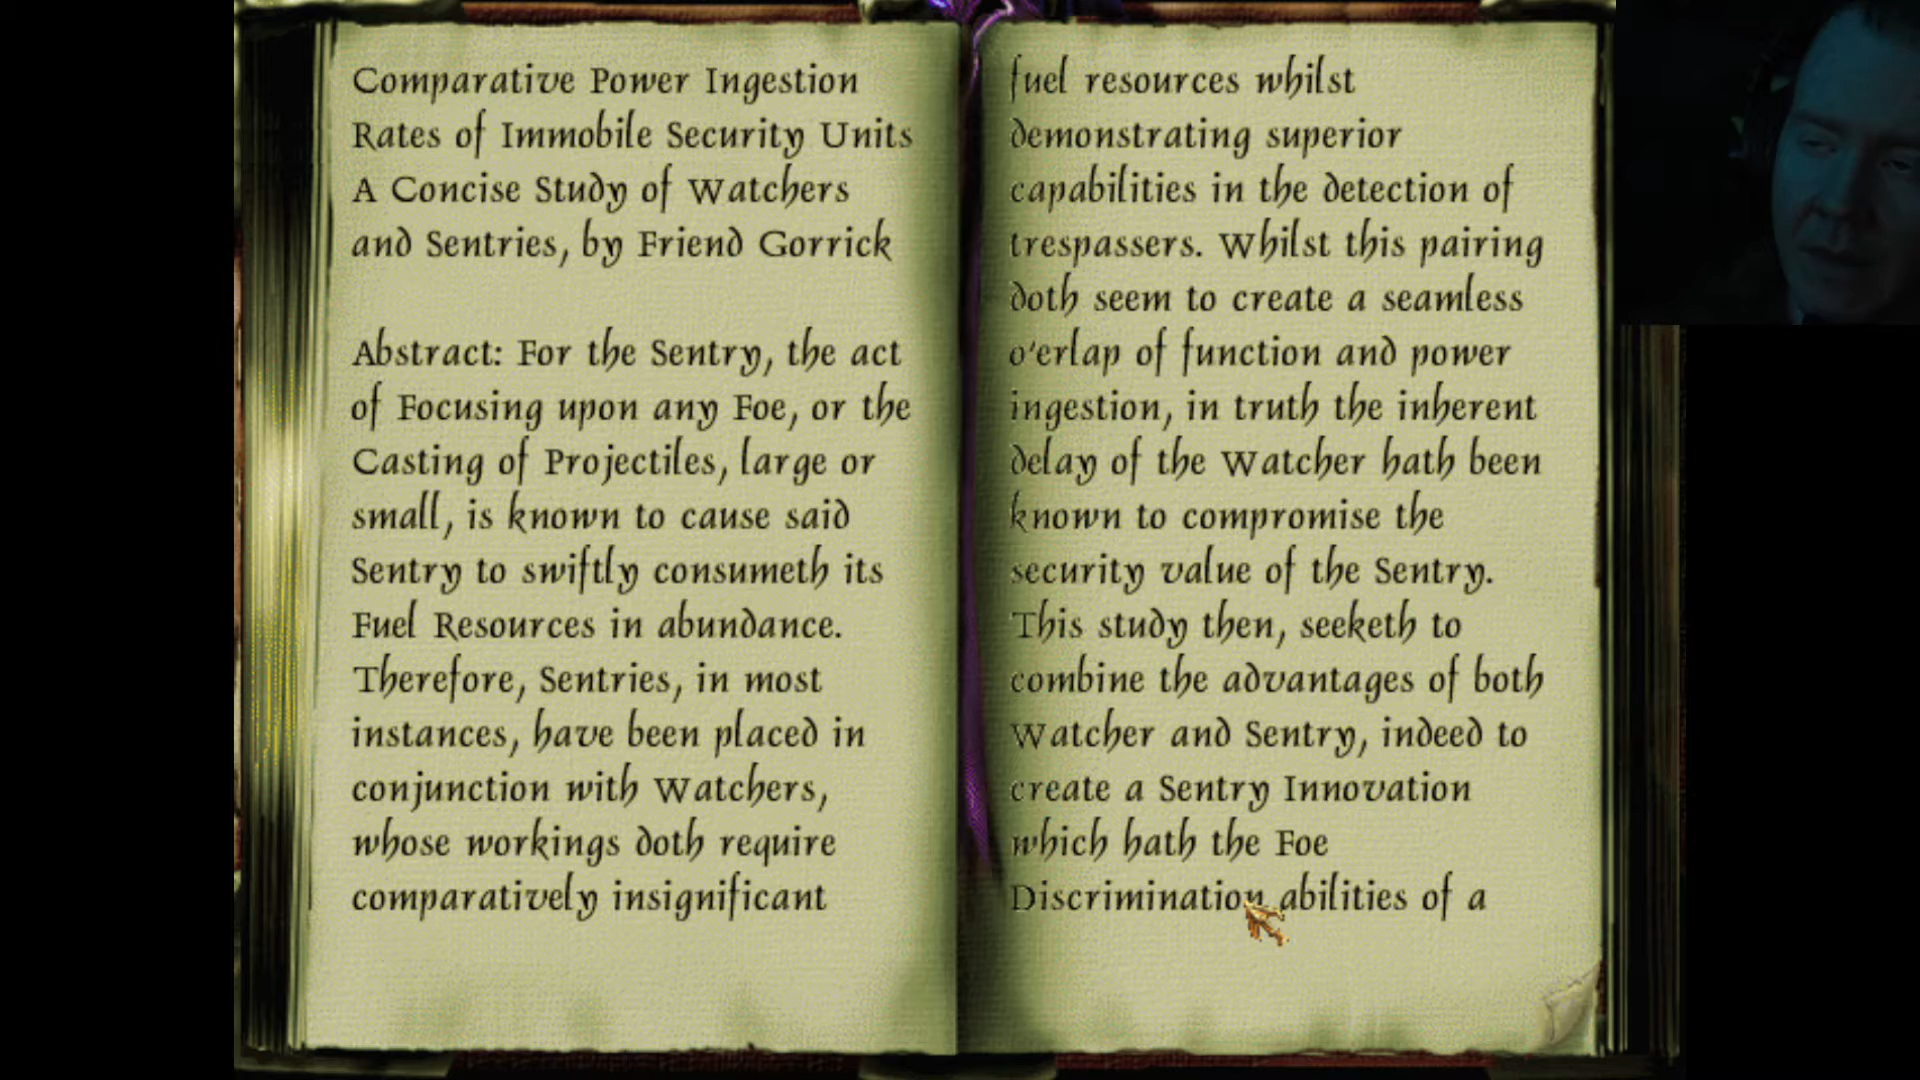 Comparative Power Ingestion
Rates of Immobile Security Units
A Concise Study of Watchers
and Sentries, by Friend Gorrick
Abstract: For the Sentry, the act
of Focusing upon any Foe, or the
Casting of Projectiles, large or
small, is known to cause said
Sentry to swiftly consumeth its
Fuel Resources in abundance.
Therefore, Sentries, in most
instances, have been placed in
conjunction with Watchers,
whose workings doth require
comparatively insignificant
fuel resources whilst
demonstrating superior
capabilities in the detection of
trespassers. Whilst this pairing
doth seem to create a seamless
o'erlap of function and power
ingestion, in truth the inherent
delay of the Watcher hath been
known to compromise the
security value of the Sentry.
This study then, seeketh to
combine the advantages of both
Watcher and Sentry, indeed to
create a Sentry Innovation
which hath the Foe
Discrimination abilities of a